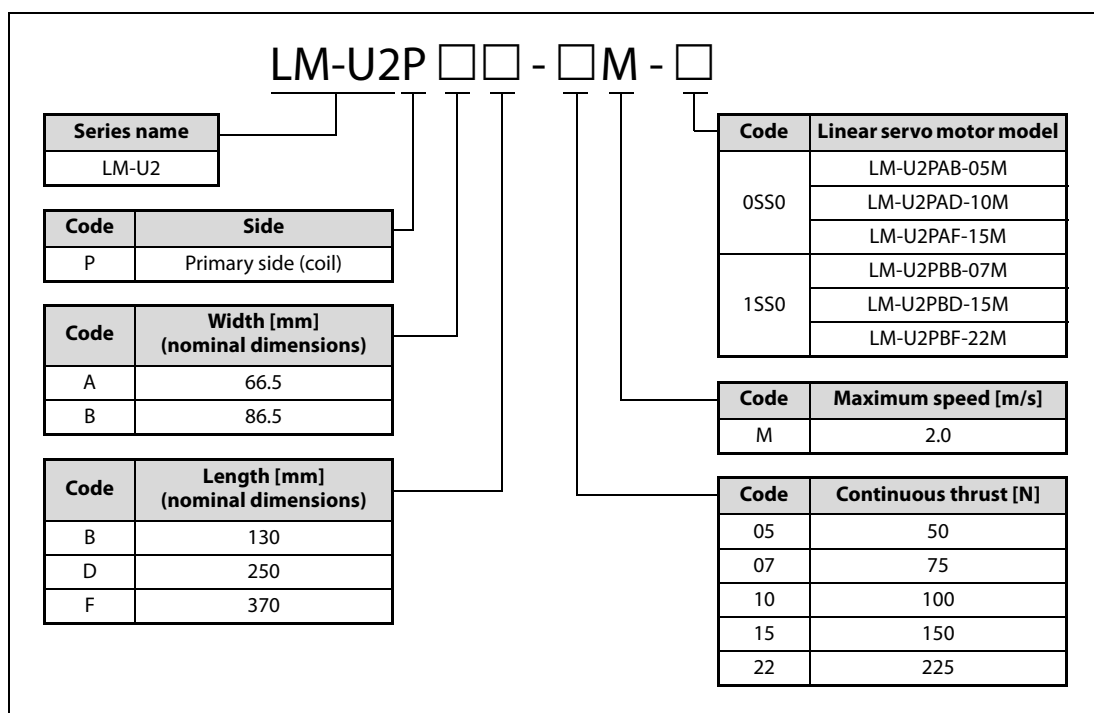 LM-U2P □□ - □M - □
Series name
LM-U2
Code Side
P Primary side (coil)
Code Width [mm]
(nominal dimensions)
A 66.5
B 86.5
Code Length [mm]
(nominal dimensions)
B 130
D 250
F 370
Code Linear servo motor model
0SS0 LM-U2PAB-05M
LM-U2PAD-10M
LM-U2PAF-15M
1SS0 LM-U2PBB-07M
LM-U2PBD-15M
LM-U2PBF-22M
Code Maximum speed [m/s]
M 2.0
Code Continuous thrust [N]
05 50
07 75
10 100
15 150
22 225